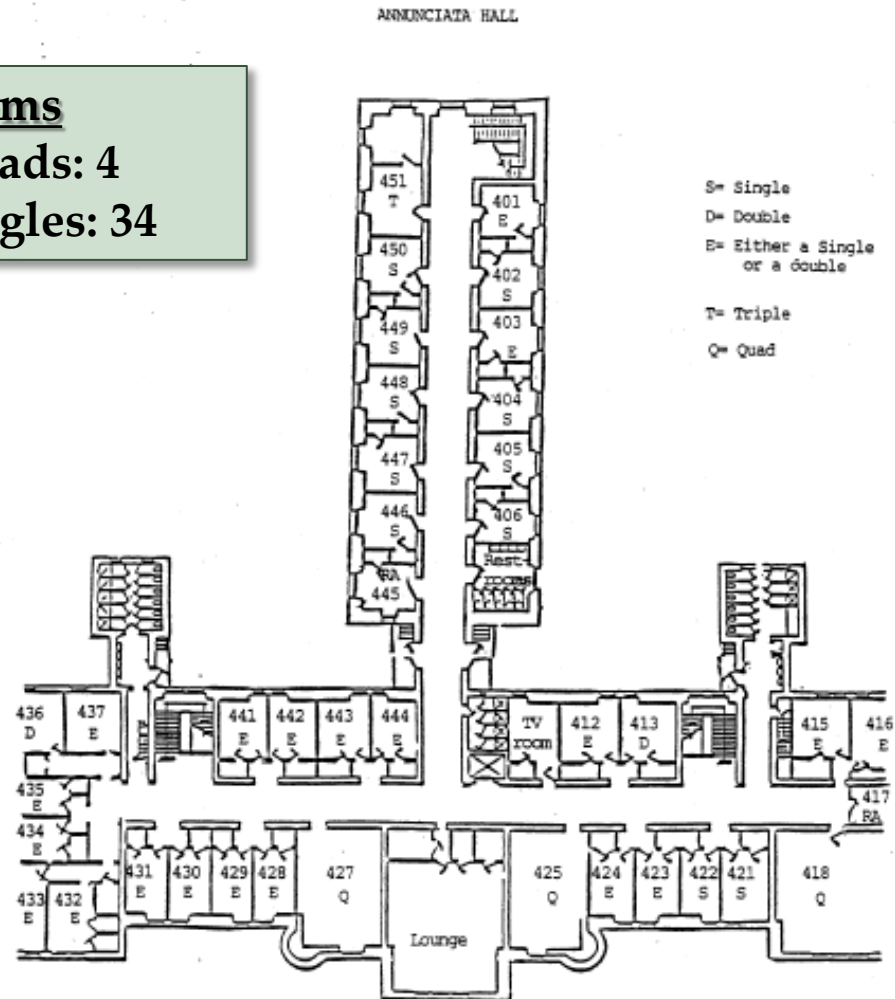 ANNUNCIATA HALL
ms
ads: 4
gles: 34
S= Single
D= Double
E= Either a Single
or a double
T= Triple
Q= Quad
451
T
401
E
450
S
402
S
449
S
403
E
448
S
404
S
447
S
405
S
446
S
406
S
Rest-
rooms
RA
445
436
D
437
E
441
E
442
E
443
E
444
E
TV
room
412
E
413
D
415
E
416
E
435
E
434
E
417
RA
433
E
432
E
431
E
430
E
429
E
428
E
427
Q
425
Q
424
E
423
E
422
S
421
S
418
Q
Lounge